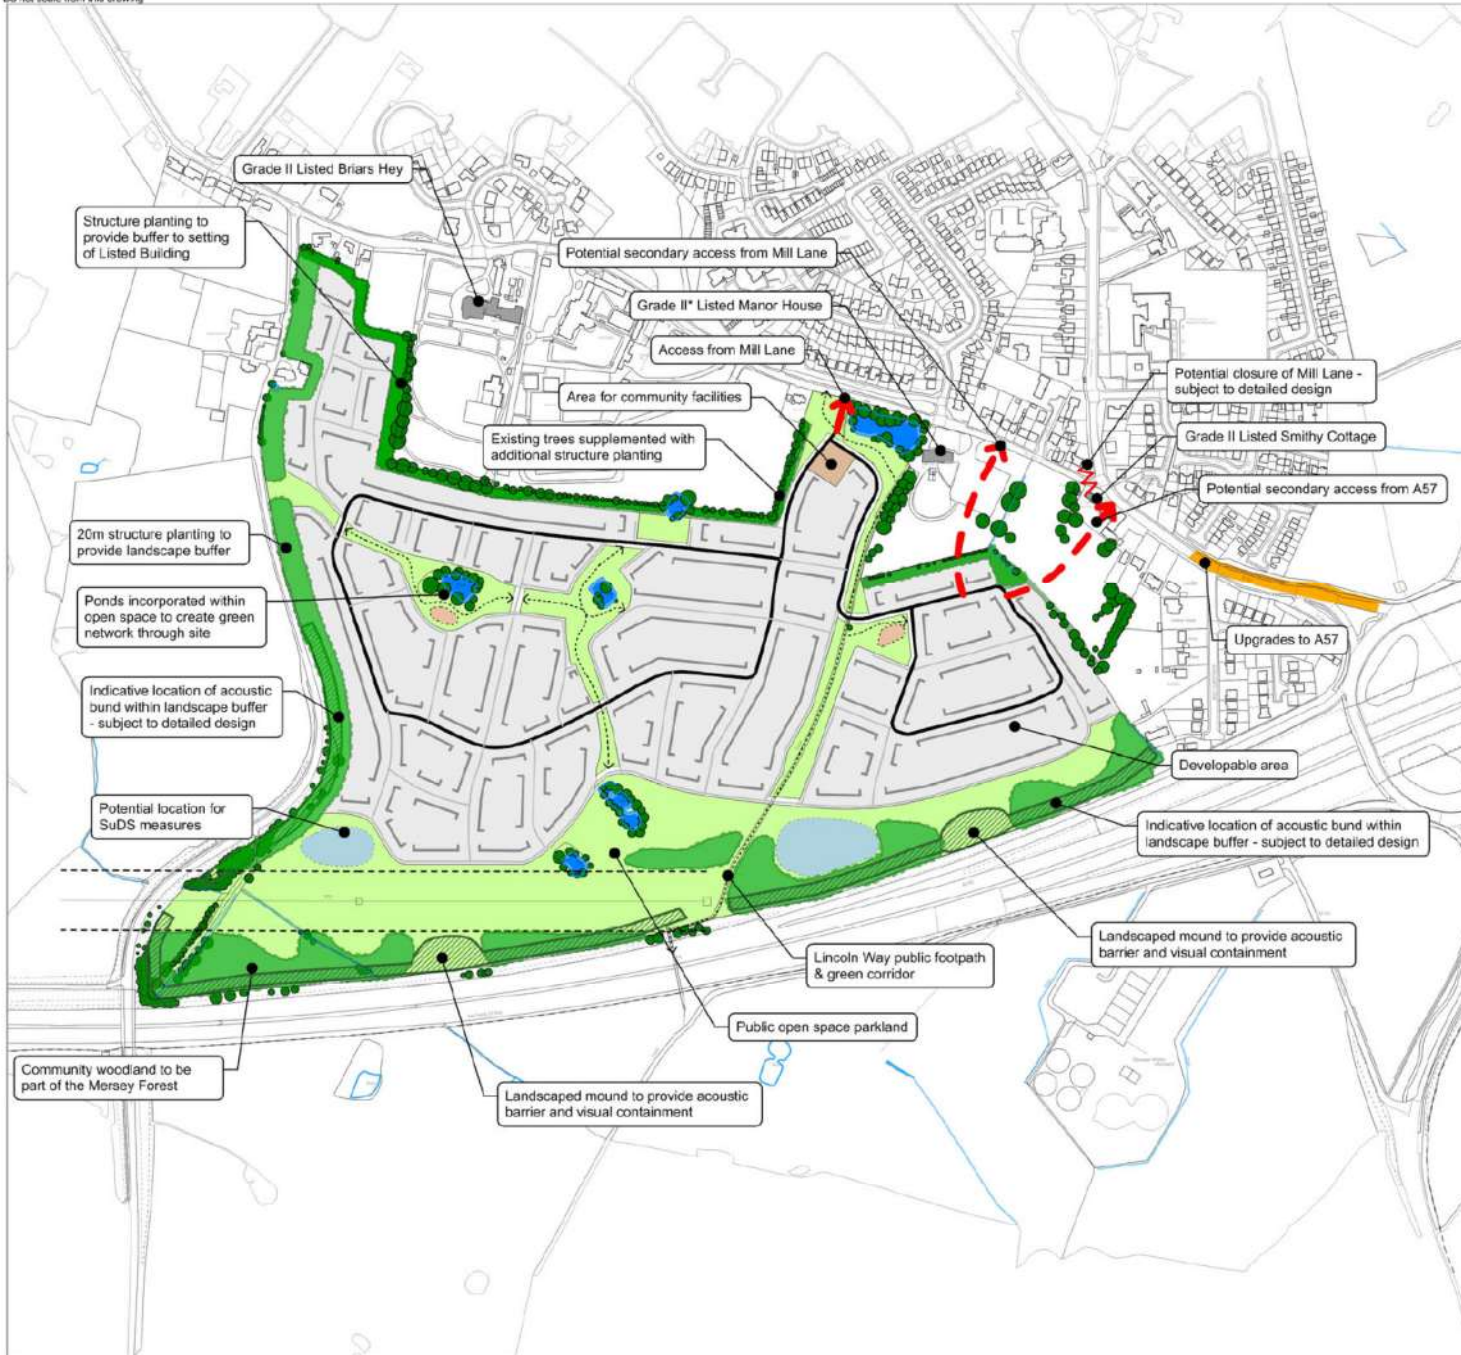 Do not scale from this drawing
Grade II Listed Briars Hey
Structure planting to
provide buffer to setting
of Listed Building
Potential secondary access from Mill Lane
Grade II* Listed Manor House
Access from Mill Lane
Area for community facilities
Existing trees supplemented with
additional structure planting
Potential closure of Mill Lane -
subject to detailed design
Grade II Listed Smithy Cottage
Potential secondary access from A57
20m structure planting to
provide landscape buffer
Ponds incorporated within
open space to create green
network through site
Upgrades to A57
Indicative location of acoustic
bund within landscape buffer
- subject to detailed design
Developable area
Potential location for
SuDS measures
Indicative location of acoustic bund within
landscape buffer - subject to detailed design
Landscaped mound to provide acoustic
barrier and visual containment
Lincoln Way public footpath
& green corridor
Public open space parkland
Community woodland to be
part of the Mersey Forest
Landscaped mound to provide acoustic
barrier and visual containment